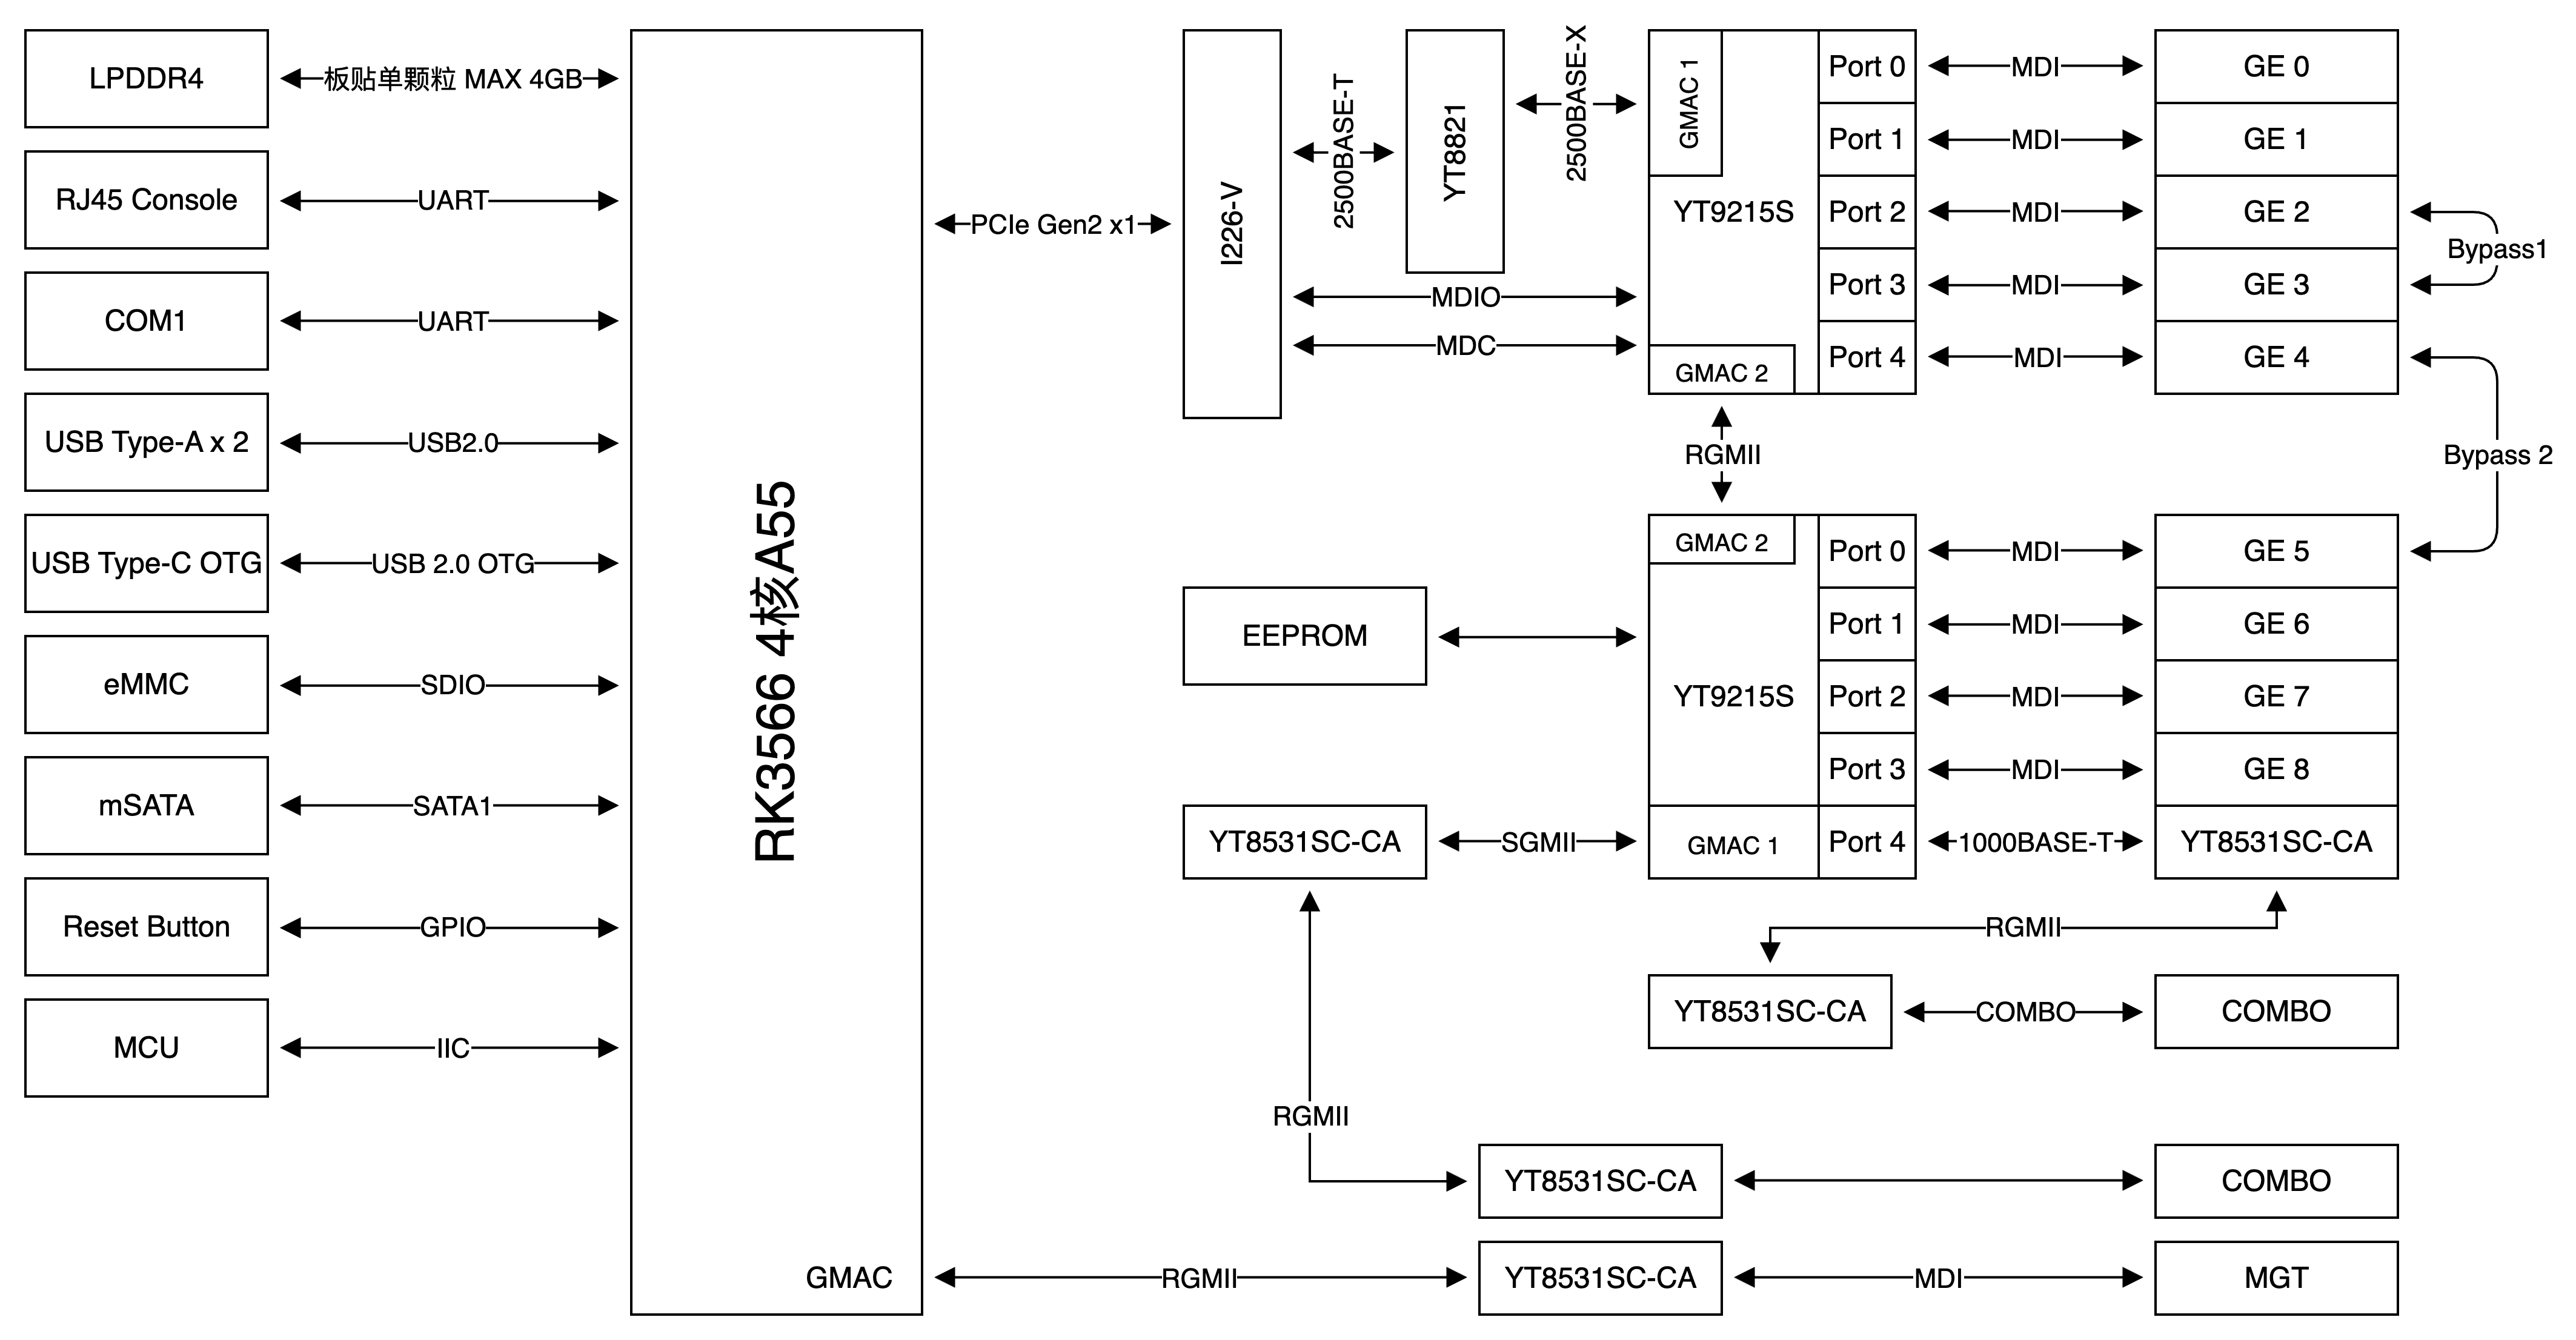 LPDDR4
板贴单颗粒 MAX 4GB
RJ45 Console
UART
COM1
UART
USB Type-A x 2
USB2.0
USB Type-C OTG
USB 2.0 OTG
eMMC
SDIO
mSATA
SATA1
Reset Button
GPIO
MCU
IIC
RK3566 4核A55
GMAC
PCIe Gen2 x1
I226-V
2500BASE-T
YT8821
2500BASE-X
MDIO
MDC
GMAC 1
YT9215S
GMAC 2
Port 0
MDI
GE 0
Port 1
MDI
GE 1
Port 2
MDI
GE 2
Port 3
MDI
GE 3
Port 4
MDI
GE 4
Bypass1
Bypass 2
RGMII
GMAC 2
YT9215S
GMAC 1
Port 0
MDI
GE 5
Port 1
MDI
GE 6
Port 2
MDI
GE 7
Port 3
MDI
GE 8
Port 4
1000BASE-T
YT8531SC-CA
EEPROM
YT8531SC-CA
SGMII
RGMII
YT8531SC-CA
COMBO
COMBO
RGMII
YT8531SC-CA
COMBO
RGMII
YT8531SC-CA
MDI
MGT